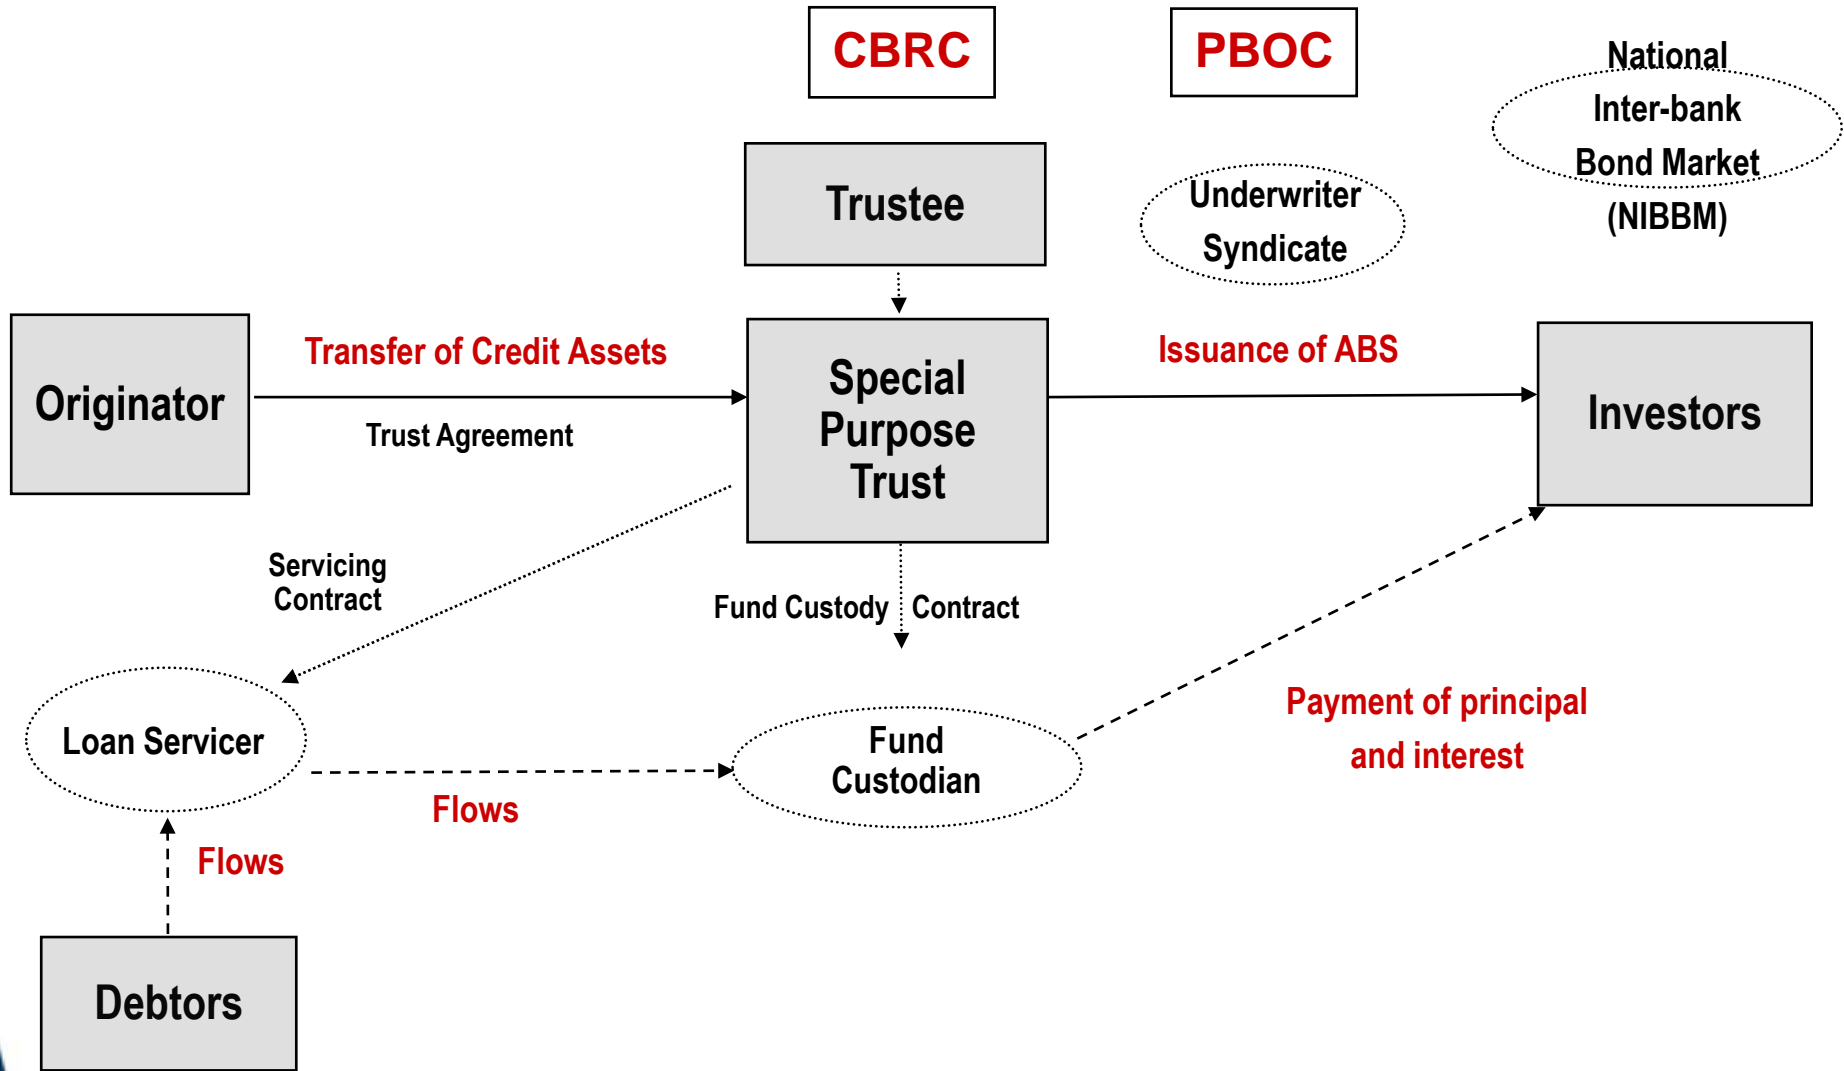 CBRC
PBOC
National
Inter-bank
Bond Market
(NIBBM)
Trustee
Underwriter
Syndicate
Originator
Transfer of Credit Assets
Trust Agreement
Special
Purpose
Trust
Issuance of ABS
Investors
Servicing
Contract
Fund Custody
Contract
Loan Servicer
Flows
Fund
Custodian
Payment of principal
and interest
Flows
Debtors